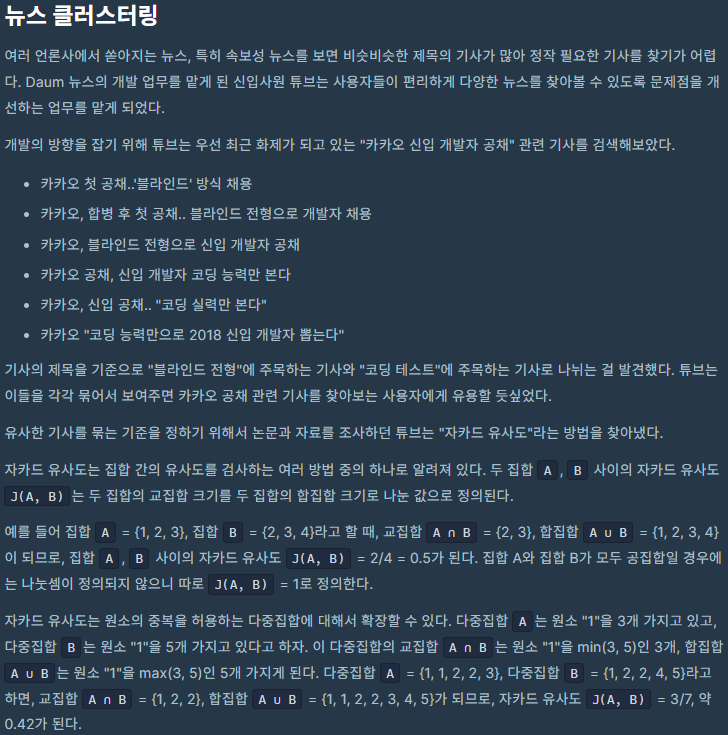 뉴스 클러스터링
여러 언론사에서 쏟아지는 뉴스, 특히 속보성 뉴스를 보면 비슷비슷한 제목의 기사가 많아 정작 필요한 기사를 찾기가 어렵
다. Daum 뉴스의 개발 업무를 맡게 된 신입사원 튜브는 사용자들이 편리하게 다양한 뉴스를 찾아볼 수 있도록 문제점을 개
선하는 업무를 맡게 되었다.
개발의 방향을 잡기 위해 튜브는 우선 최근 화제가 되고 있는 "카카오 신입 개발자 공채" 관련 기사를 검색해보았다.
• 카카오 첫 공채..'블라인드' 방식 채용
• 카카오, 합병 후 첫 공채.. 블라인드 전형으로 개발자 채용
• 카카오, 블라인드 전형으로 신입 개발자 공채
• 카카오 공채, 신입 개발자 코딩 능력만 본다
• 카카오, 신입 공채.. "코딩 실력만 본다"
• 카카오 "코딩 능력만으로 2018 신입 개발자 뽑는다"
기사의 제목을 기준으로 "블라인드 전형"에 주목하는 기사와 "코딩 테스트"에 주목하는 기사로 나뉘는 걸 발견했다. 튜브는
이들을 각각 묶어서 보여주면 카카오 공채 관련 기사를 찾아보는 사용자에게 유용할 듯싶었다.
유사한 기사를 묶는 기준을 정하기 위해서 논문과 자료를 조사하던 튜브는 "자카드 유사도"라는 방법을 찾아냈다.
자카드 유사도는 집합 간의 유사도를 검사하는 여러 방법 중의 하나로 알려져 있다. 두 집합 A, B 사이의 자카드 유사도
J(A, B)는 두 집합의 교집합 크기를 두 집합의 합집합 크기로 나눈 값으로 정의된다.
예를 들어 집합 A = {1, 2, 3}, 집합 B = {2, 3, 4}라고 할 때, 교집합 A ∩ B = {2, 3}, 합집합 A ∪ B = {1, 2, 3, 4}
이 되므로, 집합 A, B 사이의 자카드 유사도 J(A, B) = 2/4 = 0.5가 된다. 집합 A와 집합 B가 모두 공집합일 경우에
는 나눗셈이 정의되지 않으니 따로 J(A, B) = 1로 정의한다.
자카드 유사도는 원소의 중복을 허용하는 다중집합에 대해서 확장할 수 있다. 다중집합 A는 원소 "1"을 3개 가지고 있고,
다중집합 B는 원소 "1"을 5개 가지고 있다고 하자. 이 다중집합의 교집합 A ∩ B는 원소 "1"을 min(3, 5)인 3개, 합집합
A ∪ B는 원소 "1"을 max(3, 5)인 5개 가지게 된다. 다중집합 A = {1, 1, 2, 2, 3}, 다중집합 B = {1, 2, 2, 4, 5}라고
하면, 교집합 A ∩ B = {1, 2, 2}, 합집합 A ∪ B = {1, 1, 2, 2, 3, 4, 5}가 되므로, 자카드 유사도 J(A, B) = 3/7, 약
0.42가 된다.